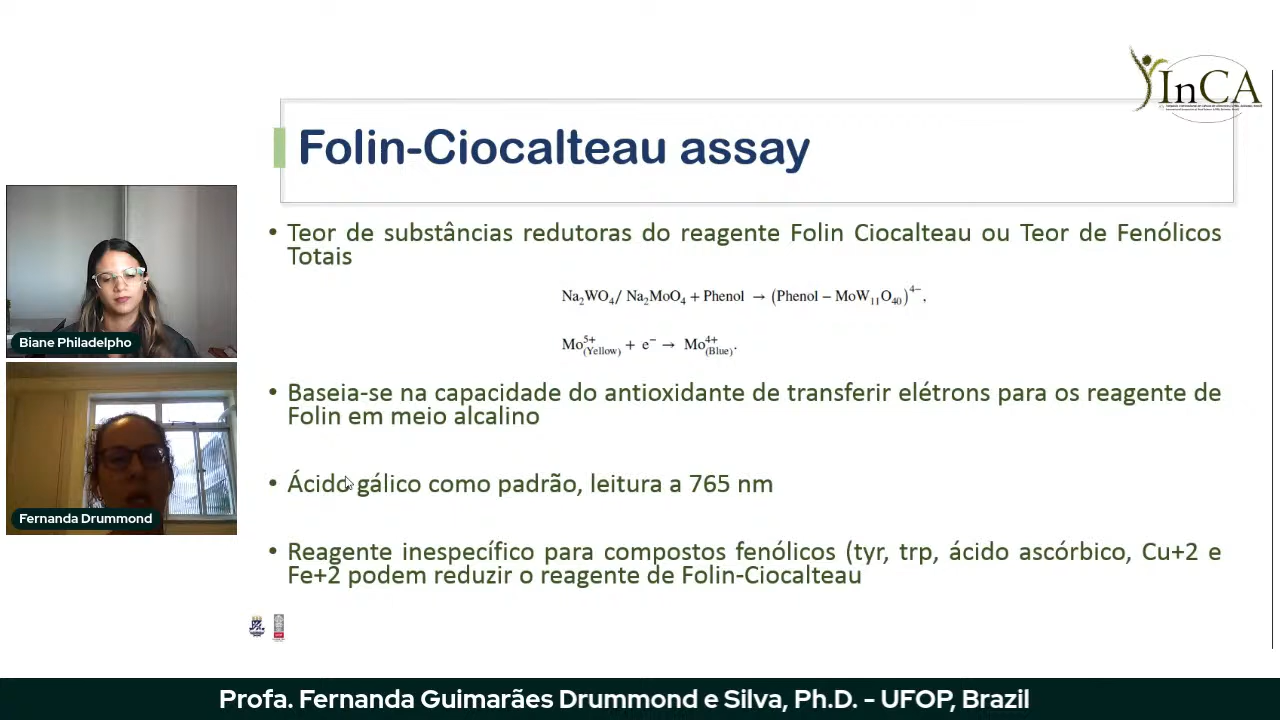 InCA
Folin-Ciocalteau assay
• Teor de substâncias redutoras do reagente Folin Ciocalteau ou Teor de Fenólicos
Totais
Na₂WO₄/ Na₂MoO₄ + Phenol → (Phenol – MoW₁₁O₄₀)⁴⁻,
Mo⁵⁺(Yellow) + e⁻ → Mo⁴⁺(Blue).
• Baseia-se na capacidade do antioxidante de transferir elétrons para os reagente de
Folin em meio alcalino
• Ácido gálico como padrão, leitura a 765 nm
• Reagente inespecífico para compostos fenólicos (tyr, trp, ácido ascórbico, Cu+2 e
Fe+2 podem reduzir o reagente de Folin-Ciocalteau
Biane Philadelpho
Fernanda Drummond
Profa. Fernanda Guimarães Drummond e Silva, Ph.D. - UFOP, Brazil